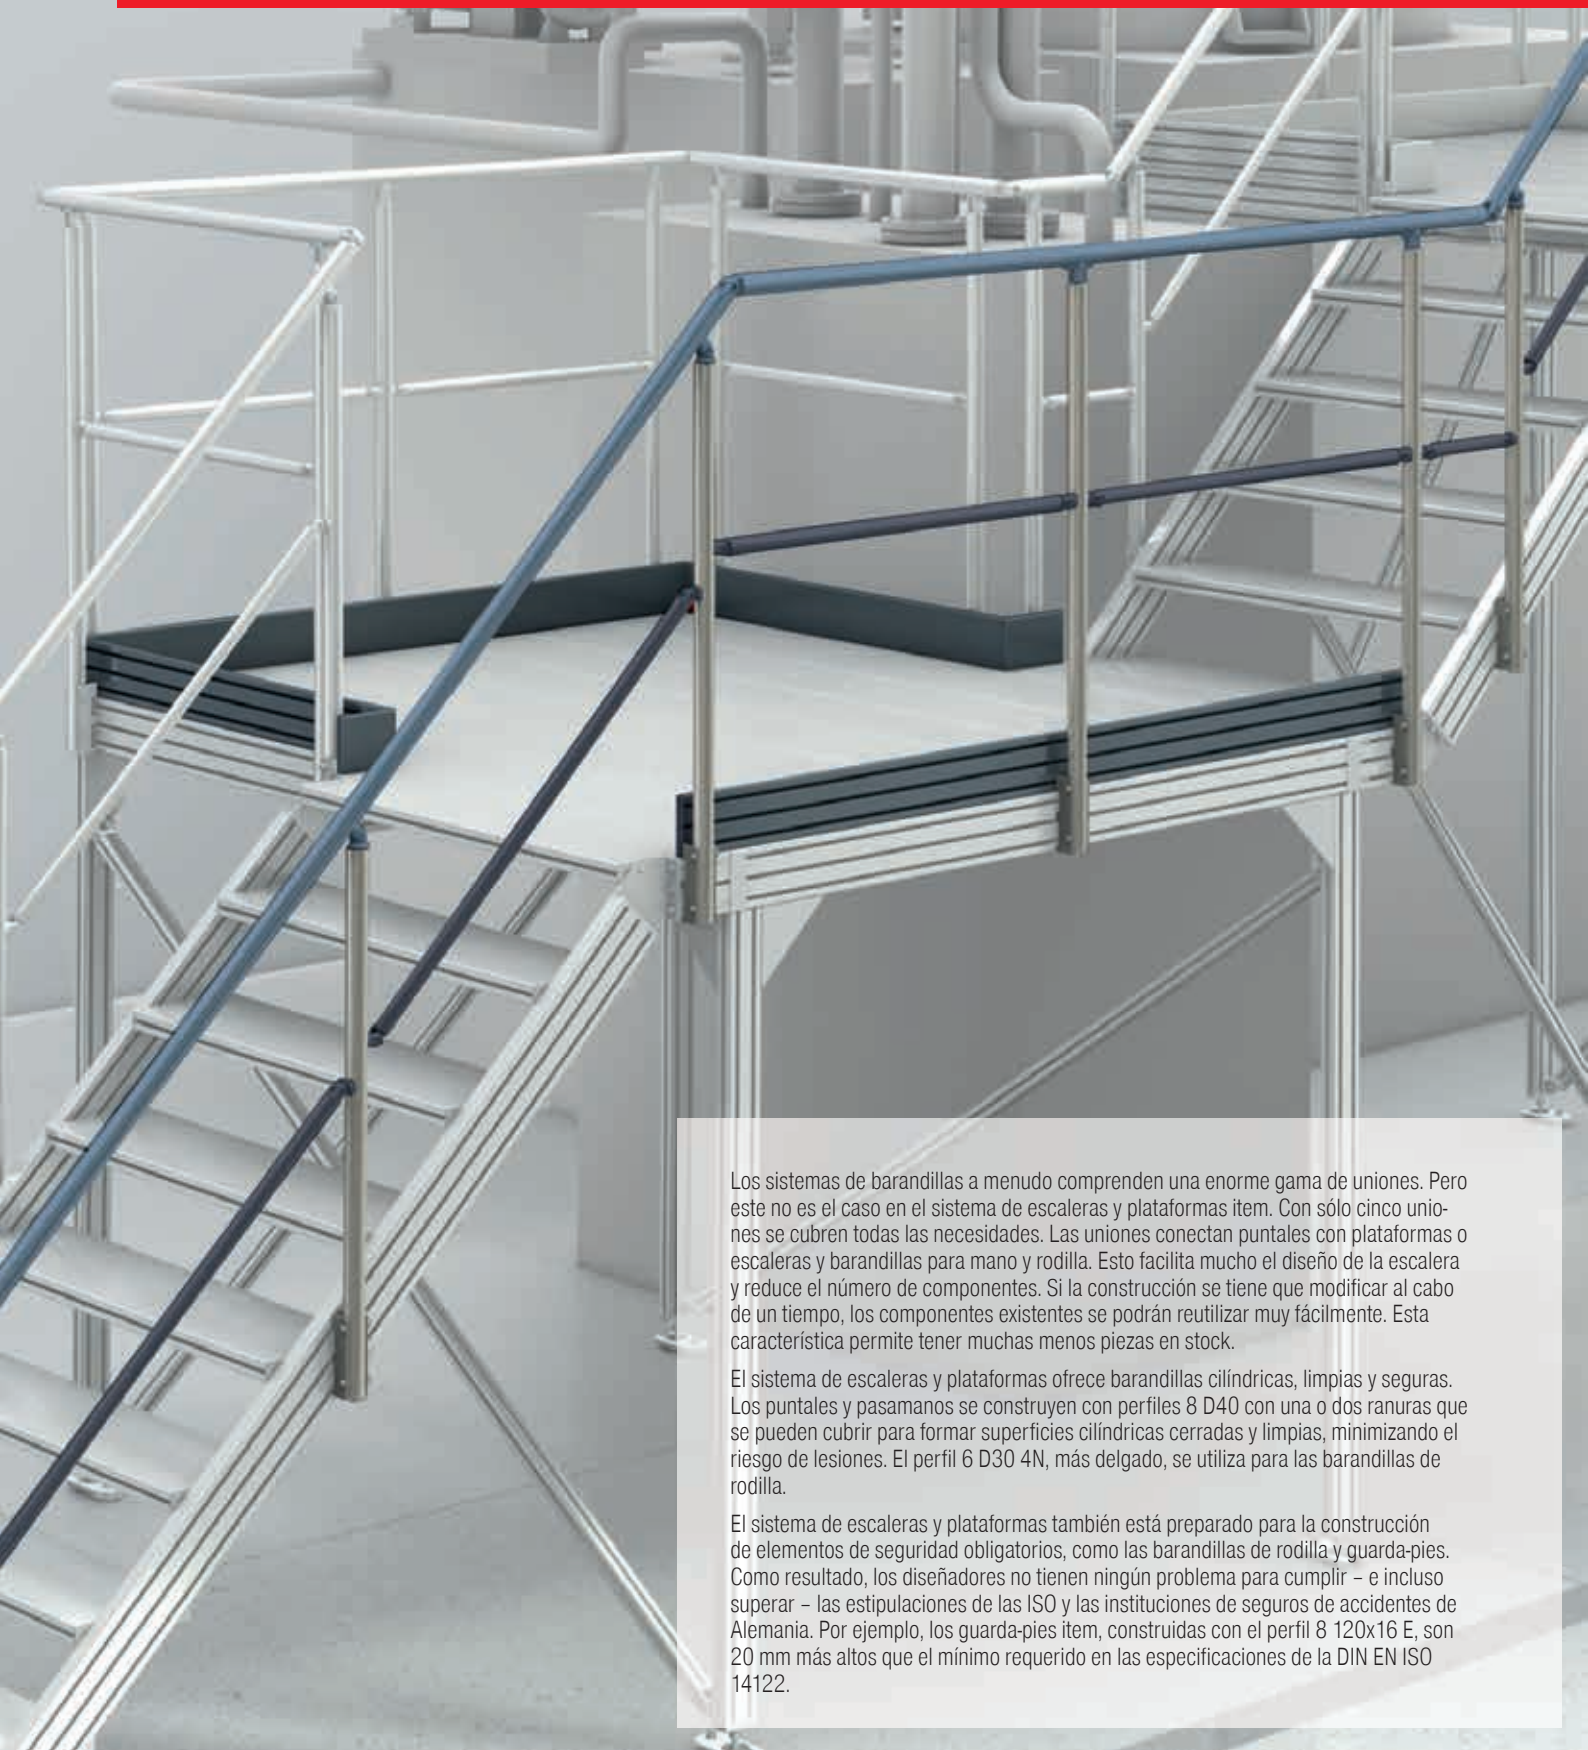 Los sistemas de barandillas a menudo comprenden una enorme gama de uniones. Pero
este no es el caso en el sistema de escaleras y plataformas item. Con sólo cinco unio-
nes se cubren todas las necesidades. Las uniones conectan puntales con plataformas o
escaleras y barandillas para mano y rodilla. Esto facilita mucho el diseño de la escalera
y reduce el número de componentes. Si la construcción se tiene que modificar al cabo
de un tiempo, los componentes existentes se podrán reutilizar muy fácilmente. Esta
característica permite tener muchas menos piezas en stock.
El sistema de escaleras y plataformas ofrece barandillas cilíndricas, limpias y seguras.
Los puntales y pasamanos se construyen con perfiles 8 D40 con una o dos ranuras que
se pueden cubrir para formar superficies cilíndricas cerradas y limpias, minimizando el
riesgo de lesiones. El perfil 6 D30 4N, más delgado, se utiliza para las barandillas de
rodilla.
El sistema de escaleras y plataformas también está preparado para la construcción
de elementos de seguridad obligatorios, como las barandillas de rodilla y guarda-pies.
Como resultado, los diseñadores no tienen ningún problema para cumplir – e incluso
superar – las estipulaciones de las ISO y las instituciones de seguros de accidentes de
Alemania. Por ejemplo, los guarda-pies item, construidas con el perfil 8 120x16 E, son
20 mm más altos que el mínimo requerido en las especificaciones de la DIN EN ISO
14122.